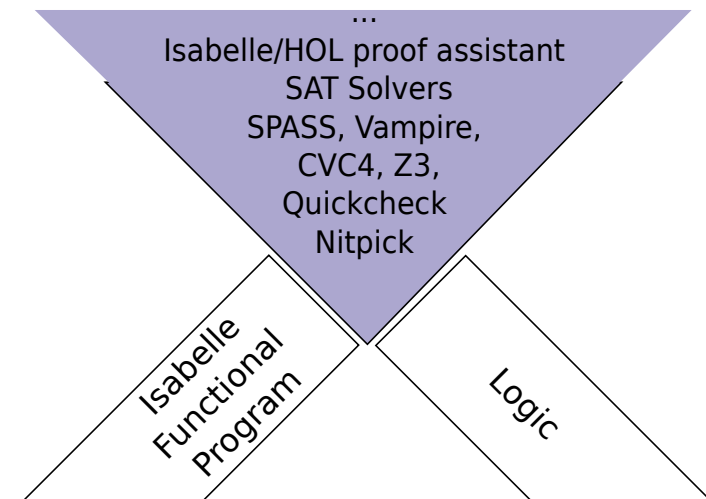 ...
Isabelle/HOL proof assistant
SAT Solvers
SPASS, Vampire,
CVC4, Z3,
Quickcheck
Nitpick
Isabelle
Functional
Program
Logic